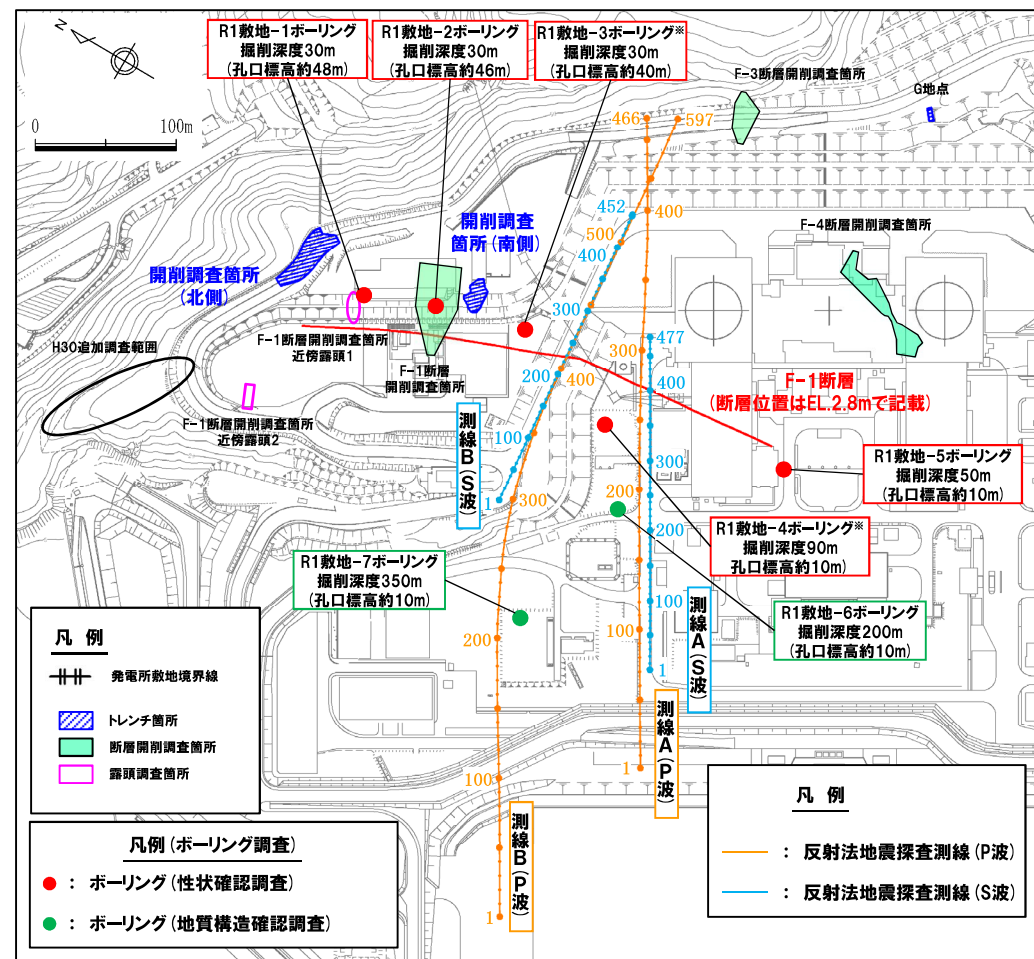 R1敷地-1ボーリング
掘削深度30m
(孔口標高約48m)
R1敷地-2ボーリング
掘削深度30m
(孔口標高約46m)
R1敷地-3ボーリング※
掘削深度30m
(孔口標高約40m)
N
0 100m
466
597
F-3断層開削調査箇所
G地点
452
400
500
400
開削調査
箇所(南側)
F-4断層開削調査箇所
開削調査箇所
(北側)
300
477
H30追加調査範囲
F-1断層開削調査箇所
近傍露頭1
F-1断層
開削調査箇所
300
200
400
400
F-1断層
(断層位置はEL.2.8mで記載)
F-1断層開削調査箇所
近傍露頭2
測線B(S波)
100
300
1
300
200
200
R1敷地-5ボーリング
掘削深度50m
(孔口標高約10m)
R1敷地-4ボーリング※
掘削深度90m
孔口標高約10m)
R1敷地-7ボーリング
掘削深度350m
(孔口標高約10m)
100
100
200
測線A(S波)
R1敷地-6ボーリング
掘削深度200m
(孔口標高約10m)
1
測線A(P波)
1
100
測線B(P波)
1
凡例
発電所敷地境界線
トレンチ箇所
断層開削調査箇所
露頭調査箇所
凡例(ボーリング調査)
: ボーリング(性状確認調査)
: ボーリング(地質構造確認調査)
凡例
: 反射法地震探査測線(P波)
: 反射法地震探査測線(S波)